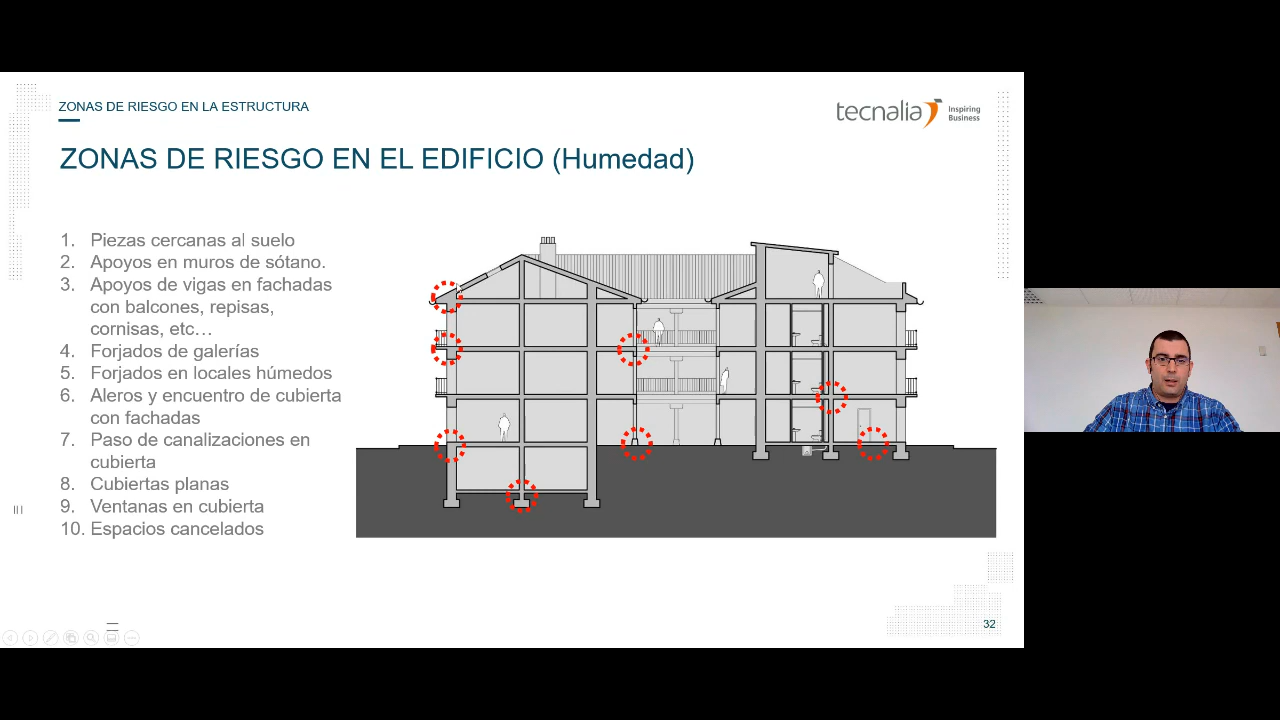 ZONAS DE RIESGO EN LA ESTRUCTURA
tecnalia Inspiring
Business
ZONAS DE RIESGO EN EL EDIFICIO (Humedad)
1. Piezas cercanas al suelo
2. Apoyos en muros de sótano.
3. Apoyos de vigas en fachadas
con balcones, repisas,
cornisas, etc…
4. Forjados de galerías
5. Forjados en locales húmedos
6. Aleros y encuentro de cubierta
con fachadas
7. Paso de canalizaciones en
cubierta
8. Cubiertas planas
9. Ventanas en cubierta
10. Espacios cancelados
32